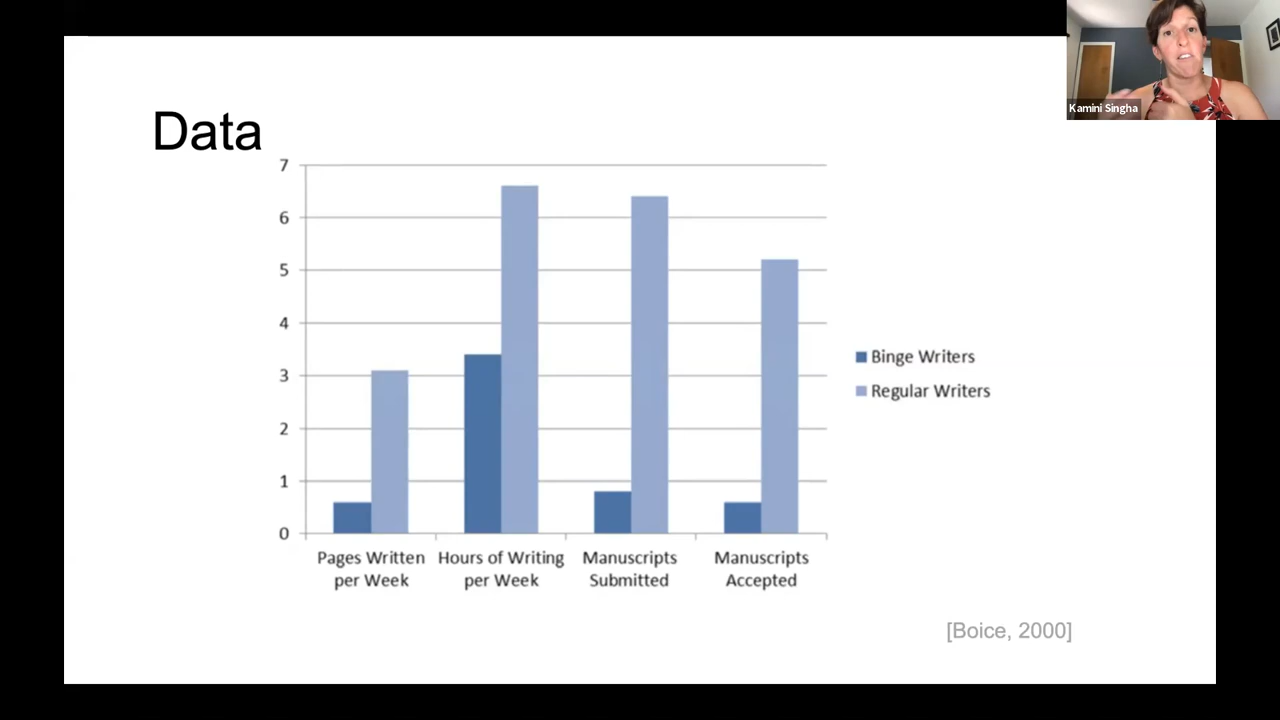 Kamini Singha
Data
7
6
5
4
3
2
1
0
Pages Written
per Week
Hours of Writing
per Week
Manuscripts
Submitted
Manuscripts
Accepted
Binge Writers
Regular Writers
[Boice, 2000]